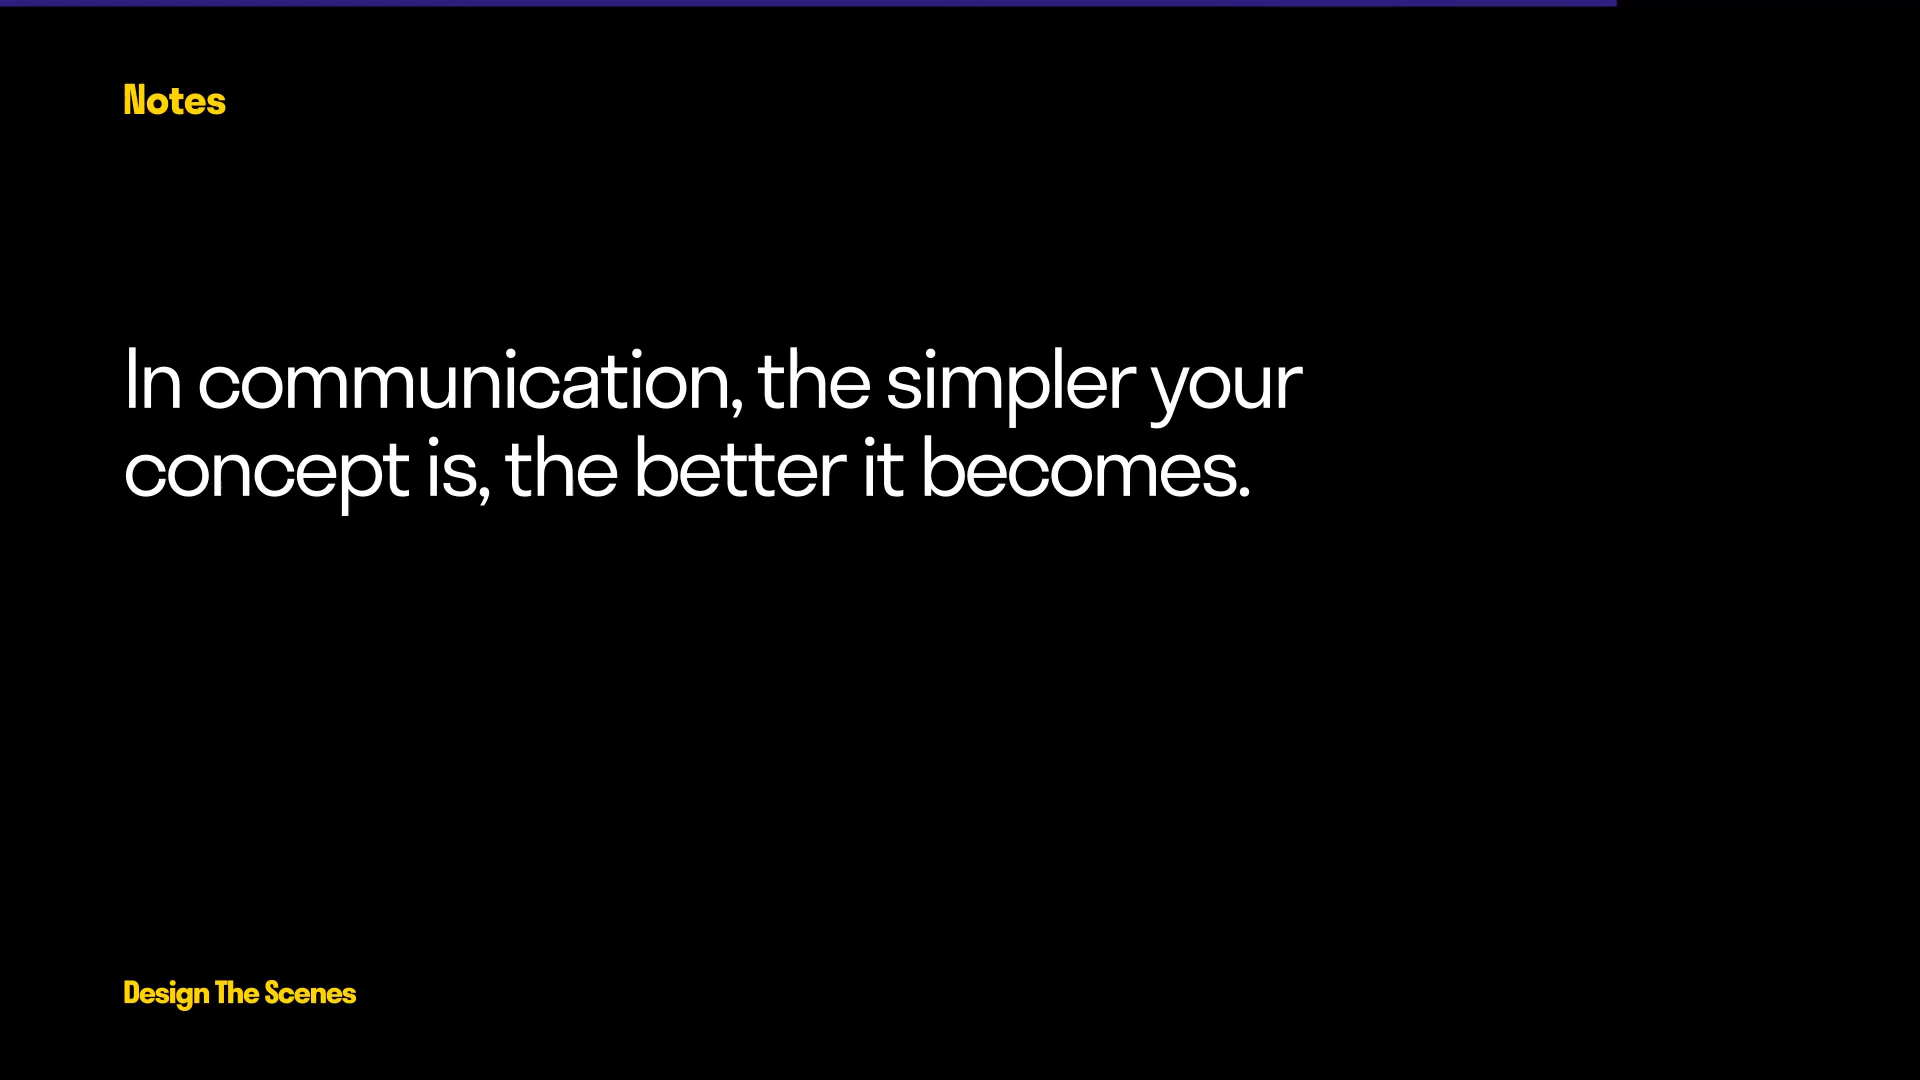 Notes
In communication, the simpler your
concept is, the better it becomes.
Design The Scenes